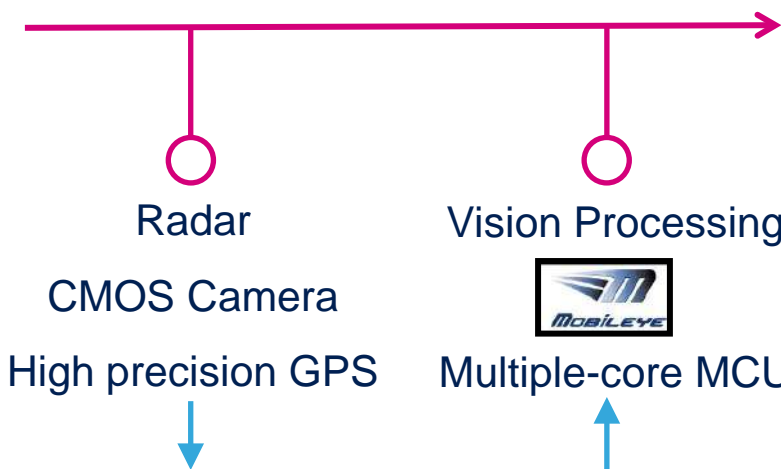 Radar
CMOS Camera
High precision GPS
Vision Processing
MOBILEYE
Multiple-core MCU